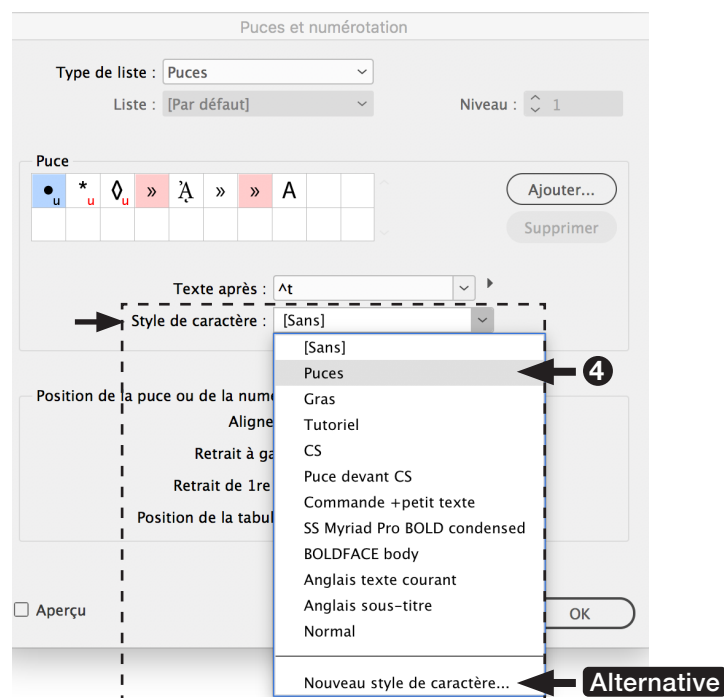 Puces et numérotation
Type de liste : Puces
Liste : [Par défaut] Niveau : 1
Puce
•u *u ◊u » Ἀ » » A
Ajouter...
Supprimer
Texte après : ^t
Style de caractère : [Sans]
[Sans]
Puces 4
Position de la puce ou de la numé
Gras
Aligne
Tutoriel
Retrait à ga
CS
Retrait de 1re
Puce devant CS
Position de la tabul
Commande +petit texte
SS Myriad Pro BOLD condensed
BOLDFACE body
Anglais texte courant
Aperçu
Anglais sous-titre
OK
Normal
Nouveau style de caractère... Alternative